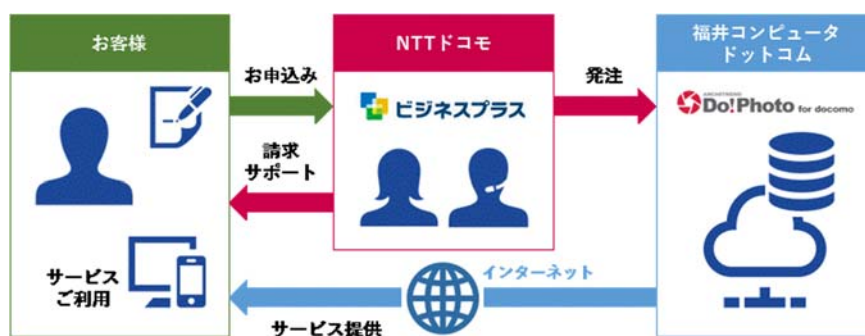 お客様
NTTドコモ
福井コンピュータ
ドットコム
お申込み
発注
ビジネスプラス
ARCHITREND
Do!Photo for docomo
請求
サポート
サービス
ご利用
インターネット
サービス提供